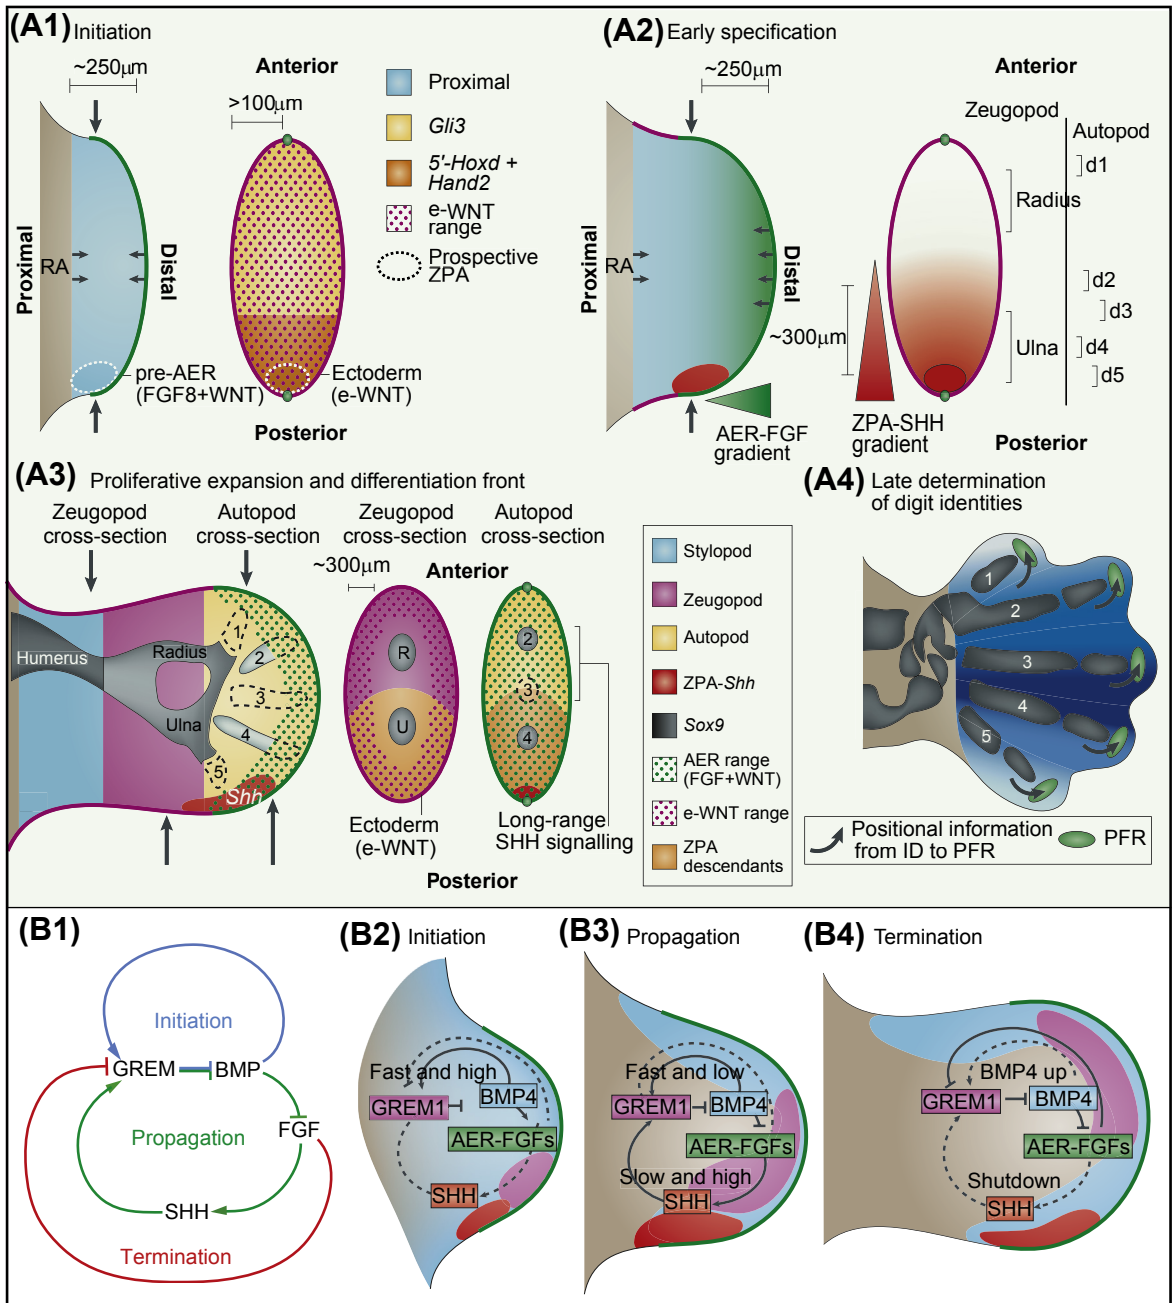 (A1) Initiation
~250μm
Anterior
>100μm
Proximal
Gli3
5'-Hoxd +
Hand2
e-WNT
range
Prospective
ZPA
Proximal
RA
Distal
pre-AER
(FGF8+WNT)
Ectoderm
(e-WNT)
Posterior
(A2) Early specification
~250μm
Anterior
Zeugopod
Autopod
d1
Radius
Proximal
RA
Distal
d2
d3
~300μm
Ulna
d4
d5
AER-FGF
gradient
ZPA-SHH
gradient
Posterior
(A3) Proliferative expansion and differentiation front
Zeugopod
cross-section
Autopod
cross-section
Zeugopod
cross-section
Autopod
cross-section
~300μm
Anterior
Humerus
Radius
Ulna
1
2
3
4
5
Shh
R
U
2
3
4
Ectoderm
(e-WNT)
Long-range
SHH signalling
Posterior
Stylopod
Zeugopod
Autopod
ZPA-Shh
Sox9
AER range
(FGF+WNT)
e-WNT range
ZPA
descendants
(A4) Late determination
of digit identities
1
2
3
4
5
Positional information
from ID to PFR
PFR
(B1)
Initiation
GREM
BMP
Propagation
FGF
SHH
Termination
(B2) Initiation
Fast and high
GREM1
BMP4
AER-FGFs
SHH
(B3) Propagation
Fast and low
GREM1
BMP4
AER-FGFs
Slow and high
SHH
(B4) Termination
BMP4 up
GREM1
BMP4
AER-FGFs
Shutdown
SHH